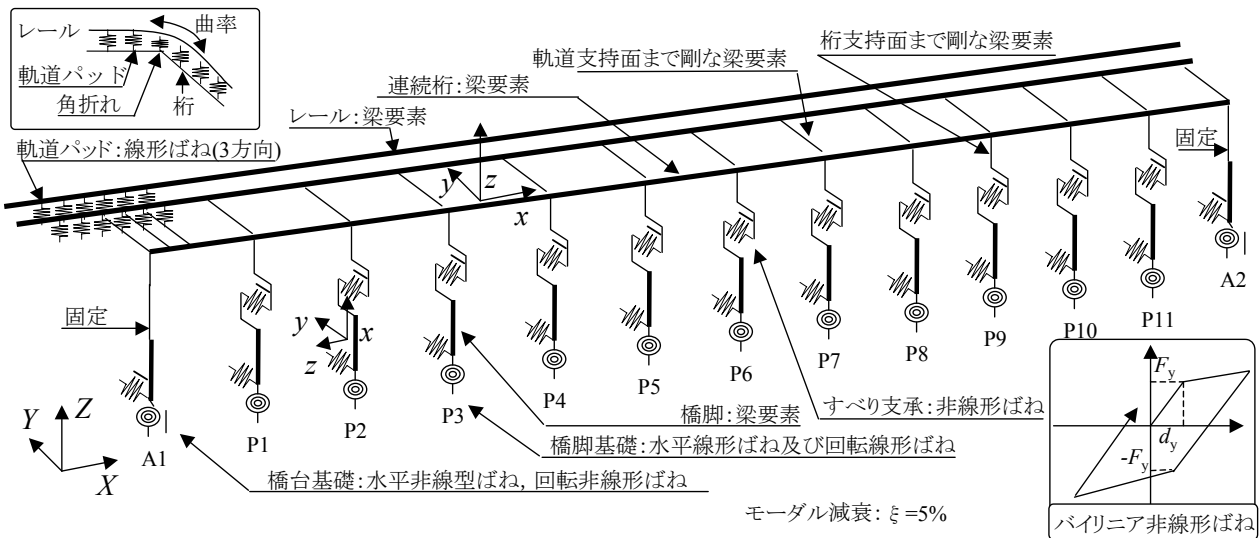 レール
曲率
軌道パッド
角折れ
桁
軌道パッド：線形ばね(3方向)
レール：梁要素
連続桁：梁要素
軌道支持面まで剛な梁要素
桁支持面まで剛な梁要素
固定
y
z
x
固定
y
x
z
A1
P1
P2
P3
P4
P5
P6
P7
P8
P9
P10
P11
A2
すべり支承：非線形ばね
橋脚：梁要素
橋脚基礎：水平線形ばね及び回転線形ばね
橋台基礎：水平非線型ばね, 回転非線形ばね
Y
Z
X
モーダル減衰：ξ=5%
Fy
dy
-Fy
バイリニア非線形ばね